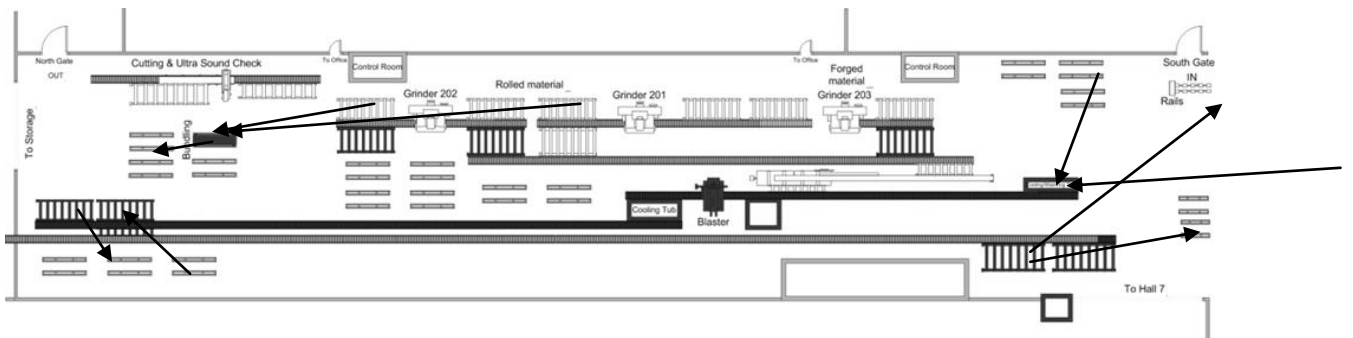 North Gate
OUT
Cutting & Ultra Sound Check
To Office
Control Room
Rolled material
Grinder 202
Grinder 201
To Office
Forged
material
Grinder 203
Control Room
South Gate
IN
Rails
To Storage
Bundling
Cooling Tub
Blaster
To Hall 7